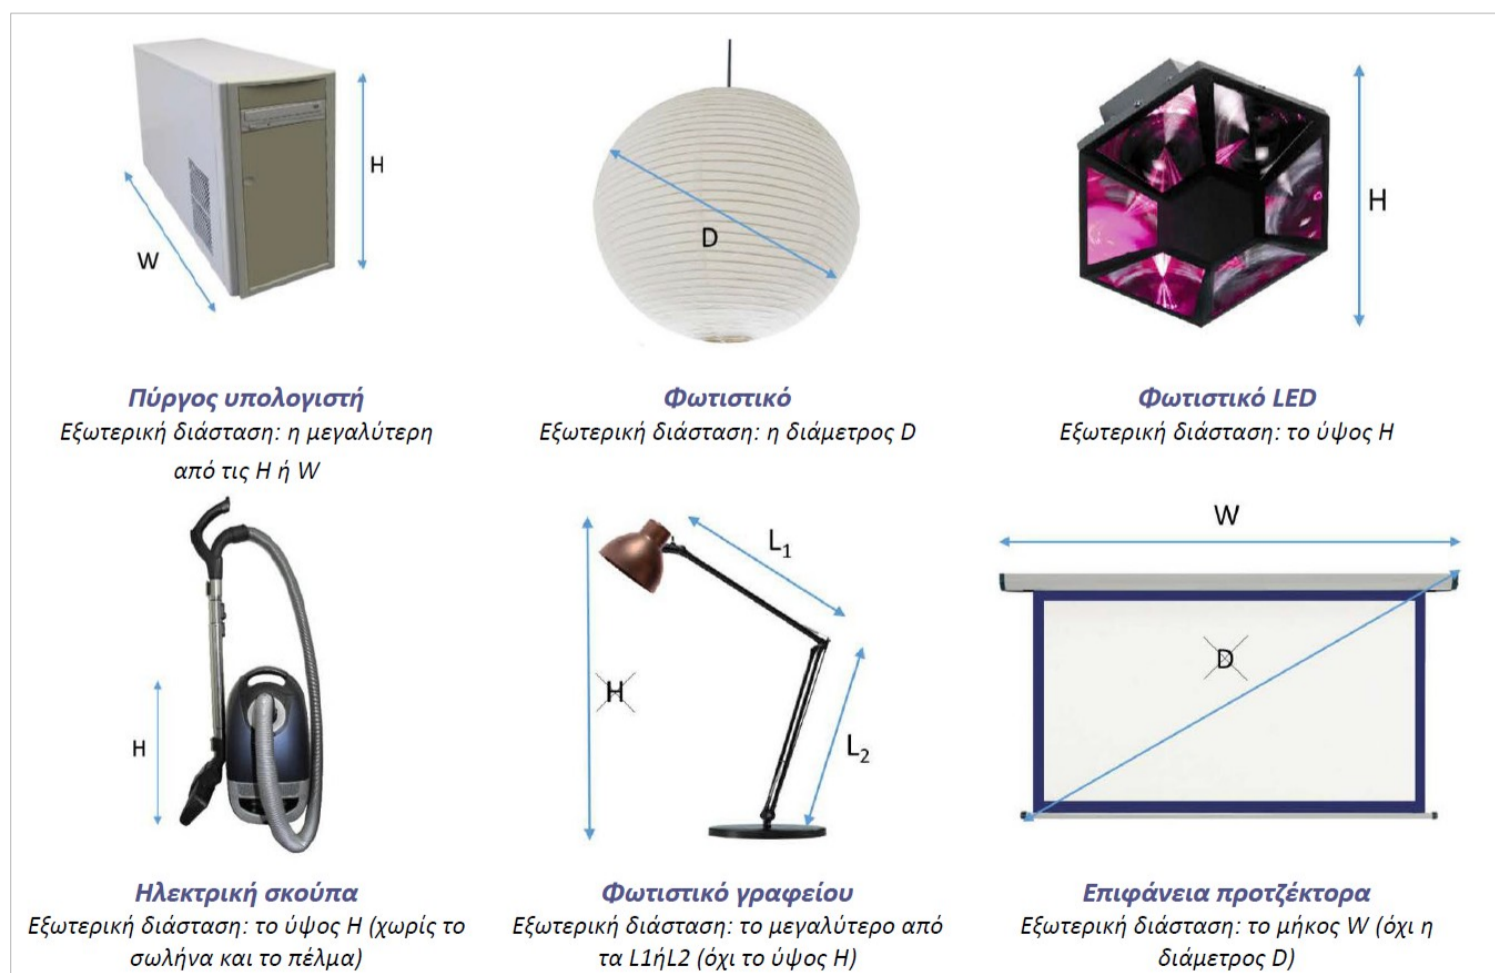 H
W
D
H
Πύργος υπολογιστή
Εξωτερική διάσταση: η μεγαλύτερη
από τις H ή W
Φωτιστικό
Εξωτερική διάσταση: η διάμετρος D
Φωτιστικό LED
Εξωτερική διάσταση: το ύψος H
H
H
L1
L2
W
D
Ηλεκτρική σκούπα
Εξωτερική διάσταση: το ύψος H (χωρίς το
σωλήνα και το πέλμα)
Φωτιστικό γραφείου
Εξωτερική διάσταση: το μεγαλύτερο από
τα L1ήL2 (όχι το ύψος H)
Επιφάνεια προτζέκτορα
Εξωτερική διάσταση: το μήκος W (όχι η
διάμετρος D)